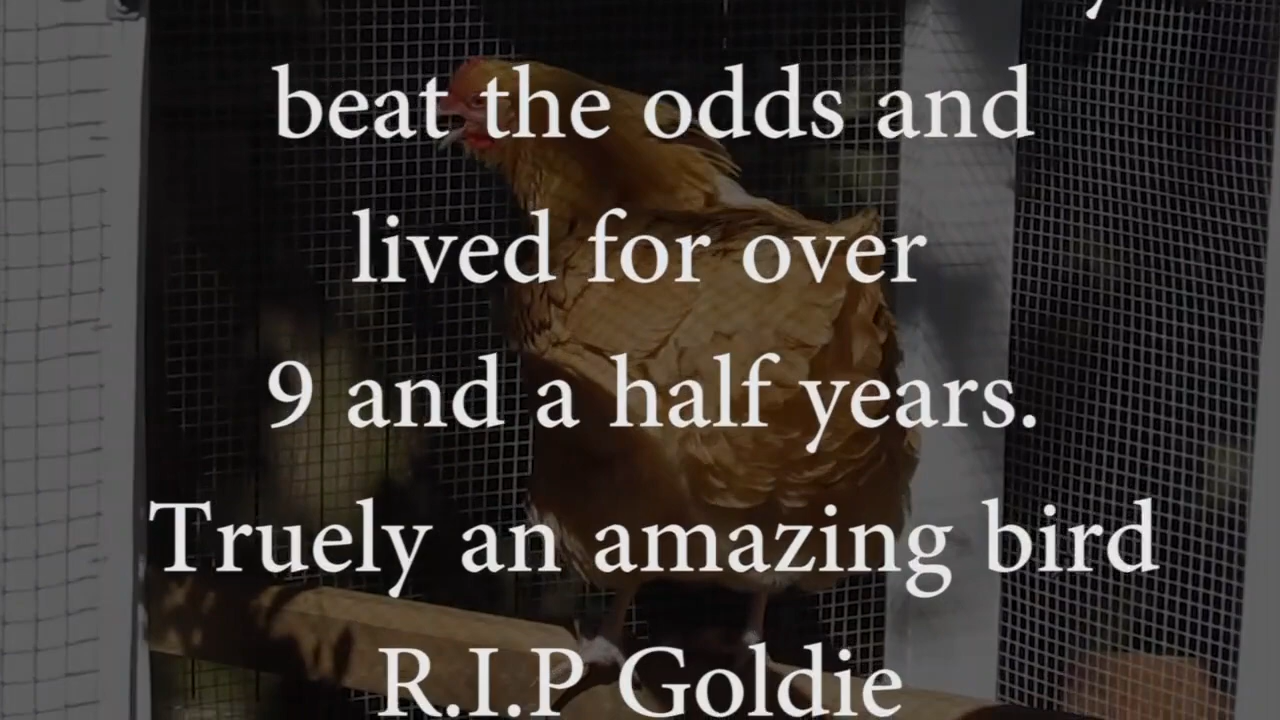 beat the odds and
lived for over
9 and a half years.
Truely an amazing bird
R.I.P Goldie